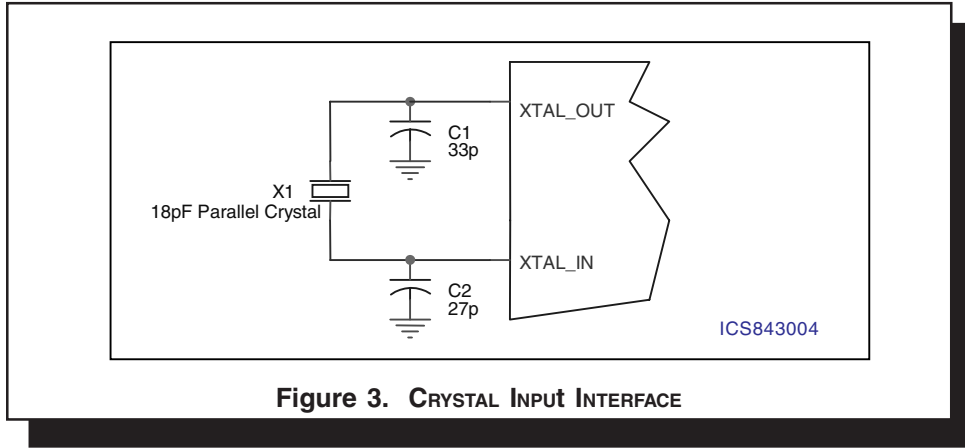 XTAL_OUT
C1
33p
X1
18pF Parallel Crystal
XTAL_IN
C2
27p
ICS843004
Figure 3. CRYSTAL INPUt INTERFACE